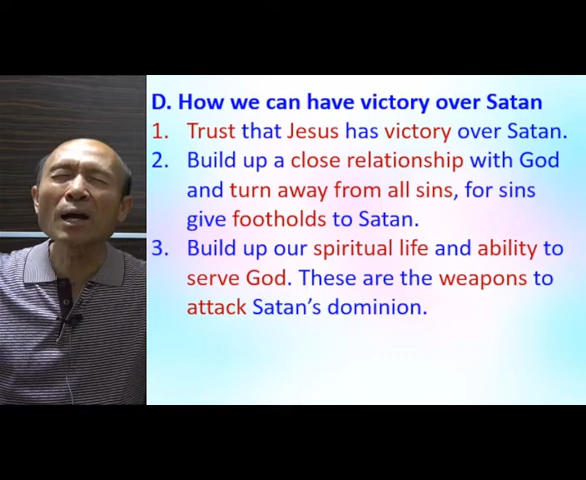 D. How we can have victory over Satan
1. Trust that Jesus has victory over Satan.
2. Build up a close relationship with God
and turn away from all sins, for sins
give footholds to Satan.
3. Build up our spiritual life and ability to
serve God. These are the weapons to
attack Satan's dominion.